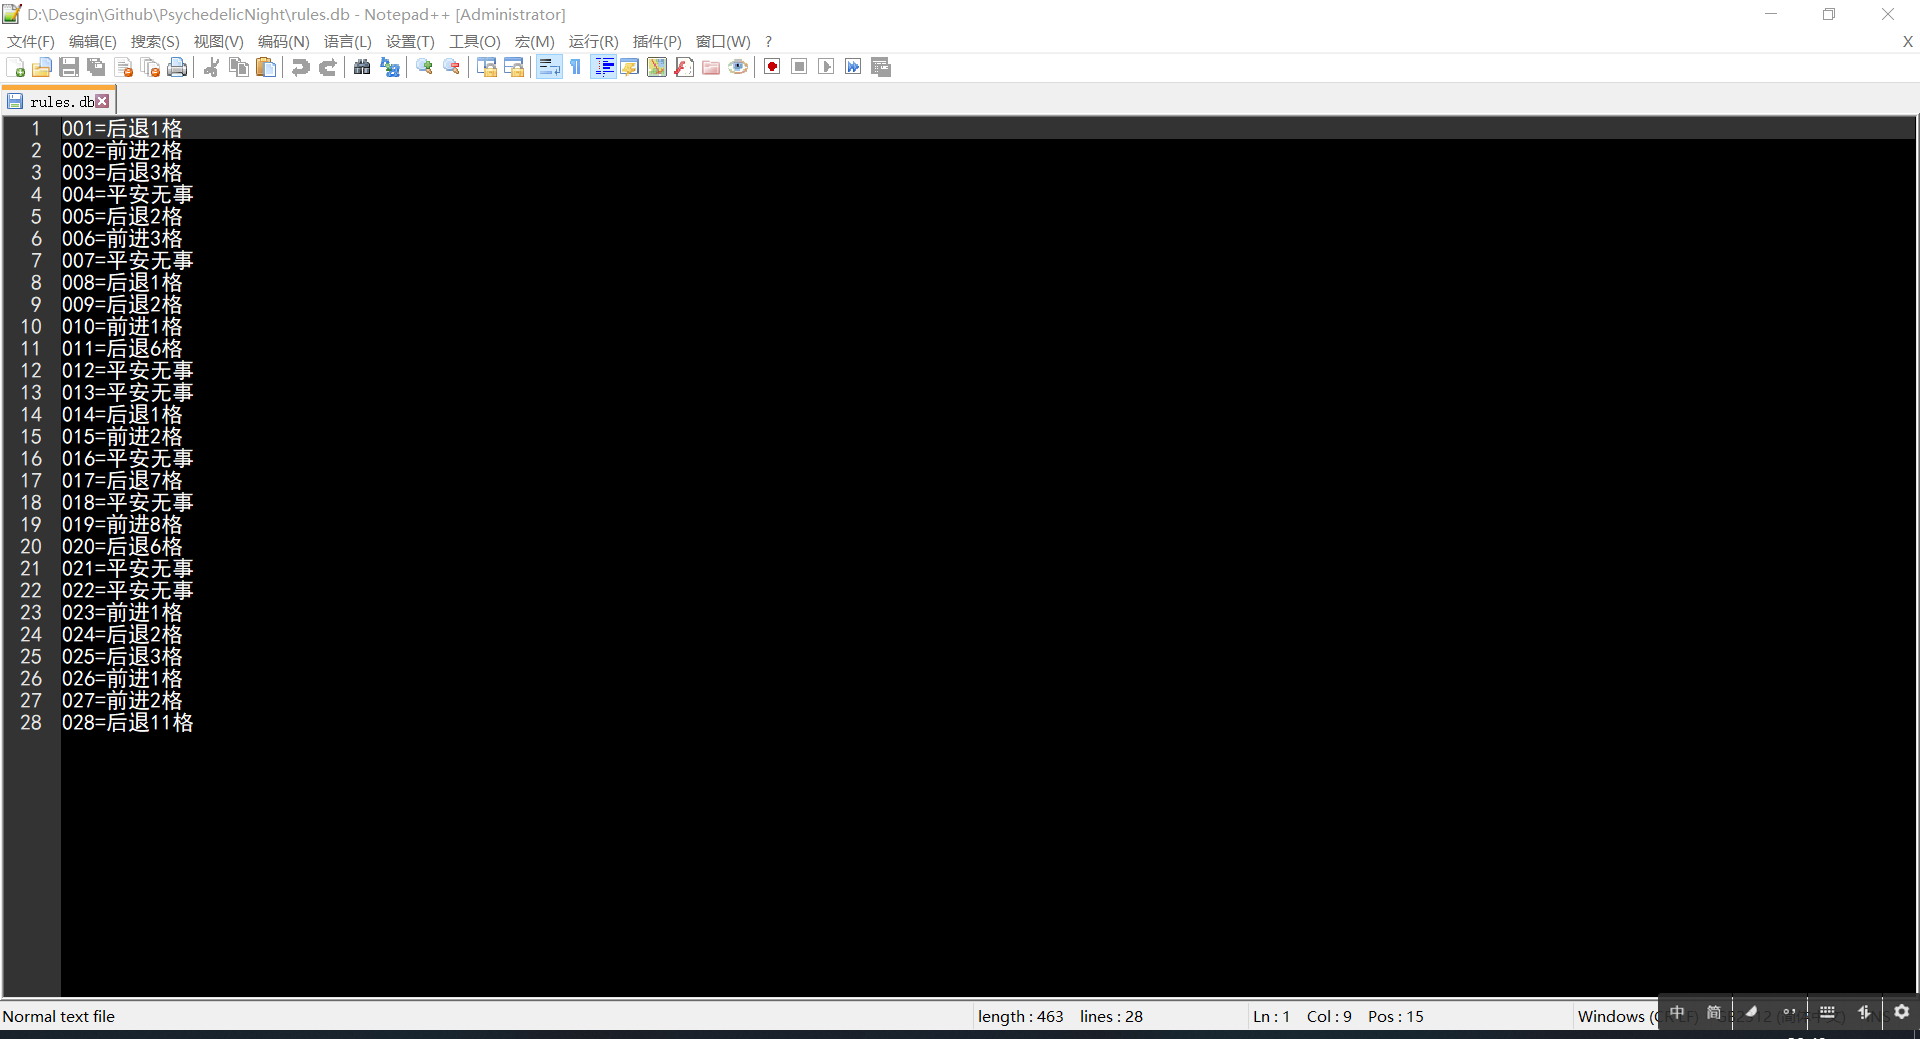 D:\Desgin\Github\PsychedelicNight\rules.db - Notepad++ [Administrator]
文件(F) 编辑(E) 搜索(S) 视图(V) 编码(N) 语言(L) 设置(T) 工具(O) 宏(M) 运行(R) 插件(P) 窗口(W) ? X
rules.db
1 001=后退1格
2 002=前进2格
3 003=后退3格
4 004=平安无事
5 005=后退2格
6 006=前进3格
7 007=平安无事
8 008=后退1格
9 009=后退2格
10 010=前进1格
11 011=后退6格
12 012=平安无事
13 013=平安无事
14 014=后退1格
15 015=前进2格
16 016=平安无事
17 017=后退7格
18 018=平安无事
19 019=前进8格
20 020=后退6格
21 021=平安无事
22 022=平安无事
23 023=前进1格
24 024=后退2格
25 025=后退3格
26 026=前进1格
27 027=前进2格
28 028=后退11格
Normal text file length : 463 lines : 28 Ln : 1 Col : 9 Pos : 15 Windows (CR LF) 中 简